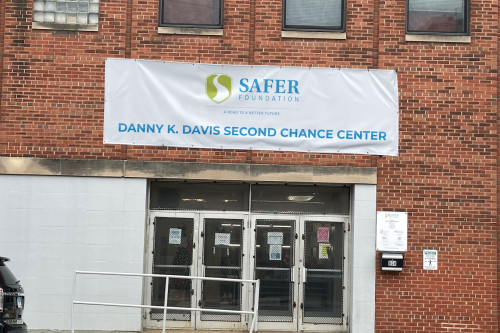 SAFER
FOUNDATION
A ROAD TO A BETTER FUTURE
DANNY K. DAVIS SECOND CHANCE CENTER